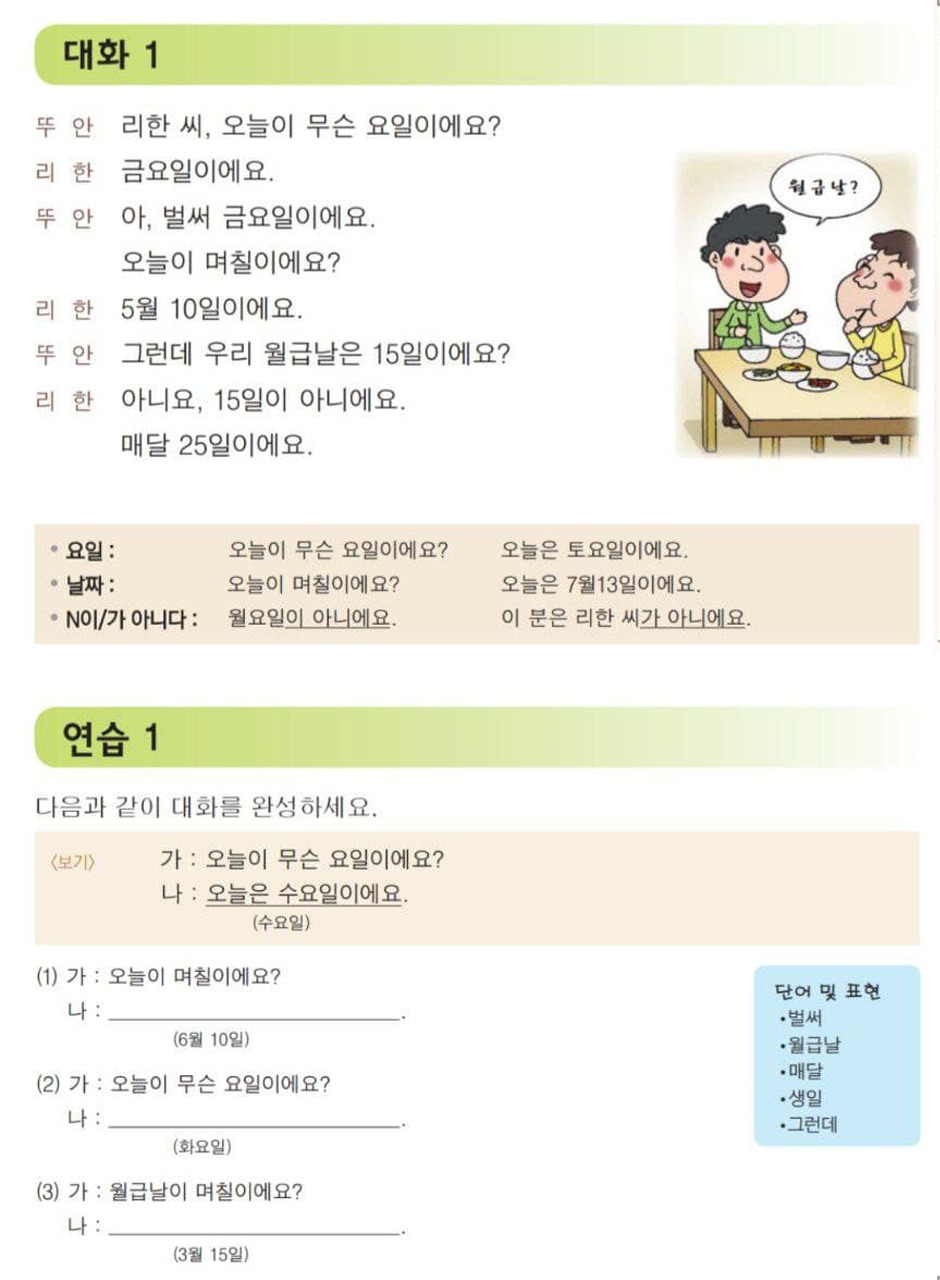 대화 1
뚜 안 리한 씨, 오늘이 무슨 요일이에요?
리 한 금요일이에요.
뚜 안 아, 벌써 금요일이에요.
오늘이 며칠이에요?
리 한 5월 10일이에요.
뚜 안 그런데 우리 월급날은 15일이에요?
리 한 아니요, 15일이 아니에요.
매달 25일이에요.
월급날?
• 요일 : 오늘이 무슨 요일이에요? 오늘은 토요일이에요.
• 날짜 : 오늘이 며칠이에요? 오늘은 7월13일이에요.
• N이/가 아니다 : 월요일이 아니에요. 이 분은 리한 씨가 아니에요.
연습 1
다음과 같이 대화를 완성하세요.
〈보기〉 가 : 오늘이 무슨 요일이에요?
나 : 오늘은 수요일이에요.
(수요일)
(1) 가 : 오늘이 며칠이에요?
나 : ______________________________.
(6월 10일)
(2) 가 : 오늘이 무슨 요일이에요?
나 : ______________________________.
(화요일)
(3) 가 : 월급날이 며칠이에요?
나 : ______________________________.
(3월 15일)
단어 및 표현
•벌써
•월급날
•매달
•생일
•그런데